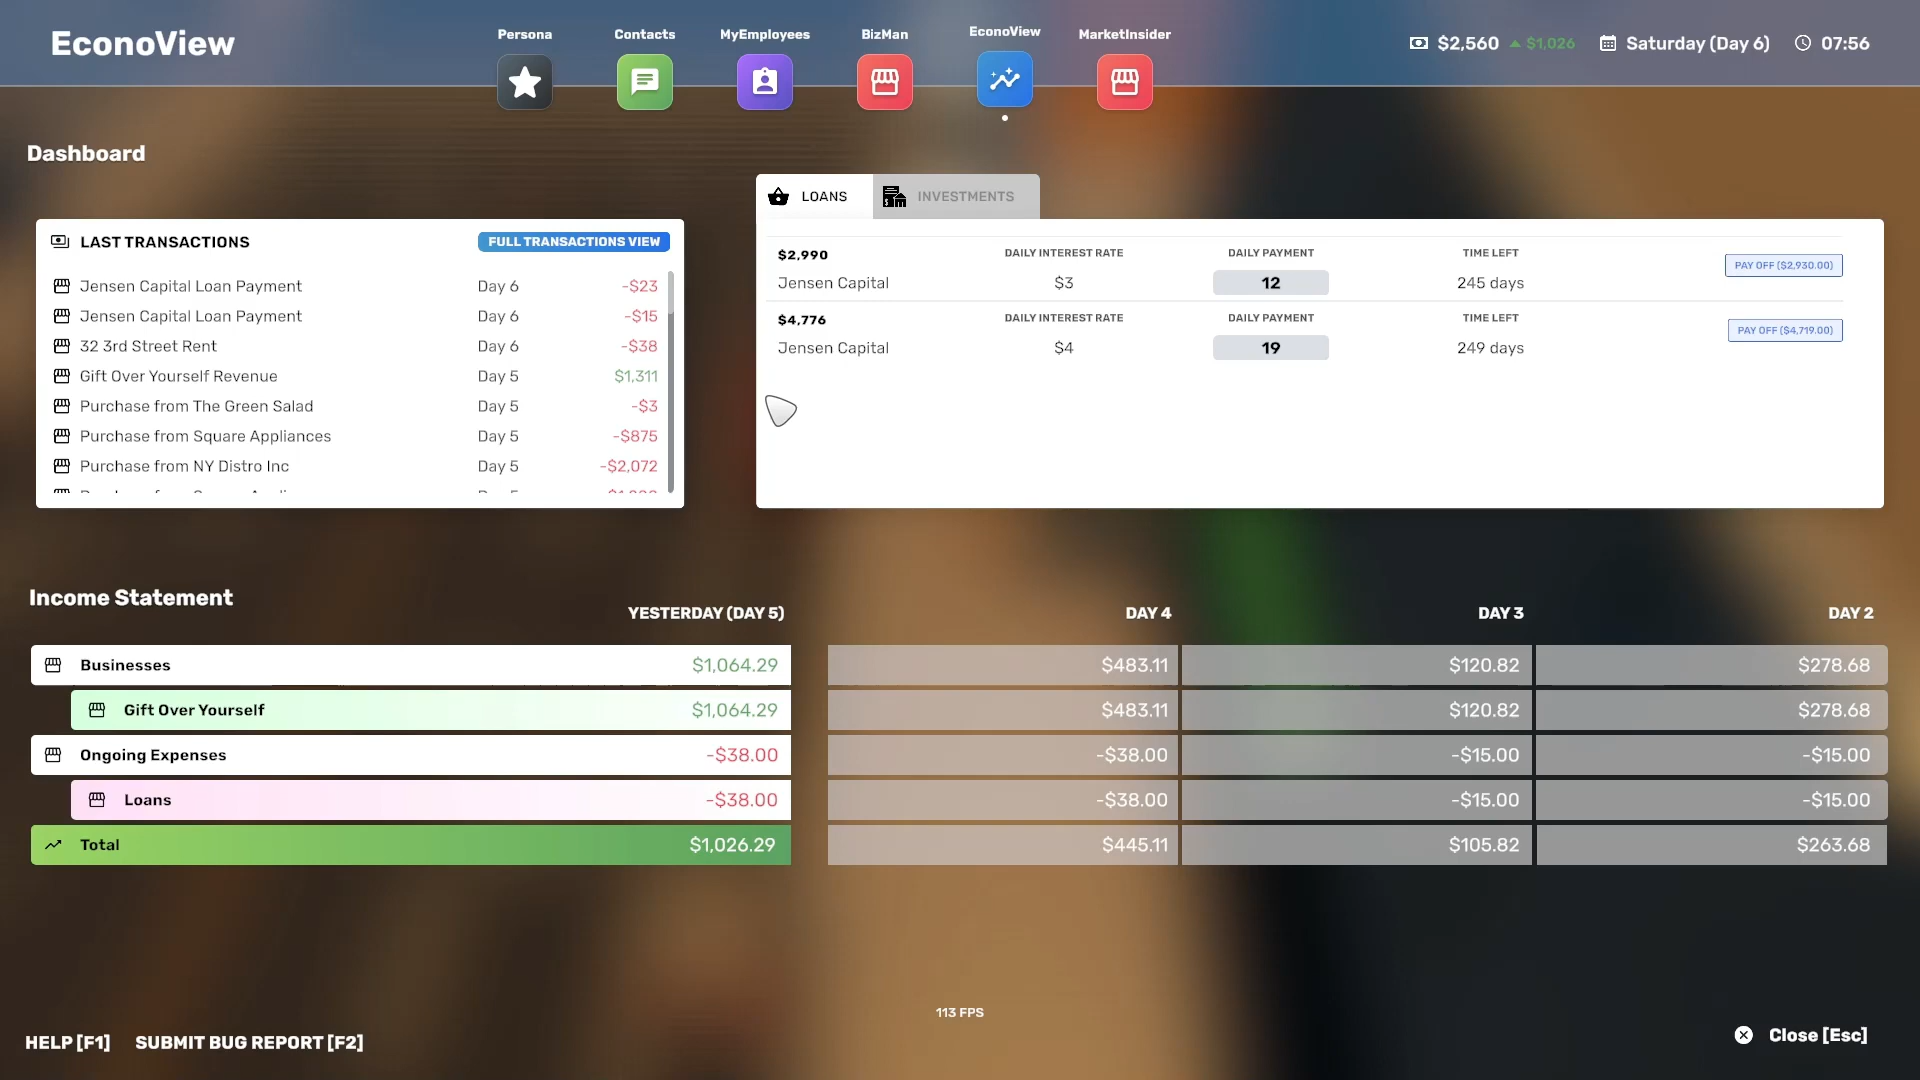 EconoView
Persona
Contacts
MyEmployees
BizMan
EconoView
MarketInsider
$2,560 $1,026
Saturday (Day 6)
07:56
Dashboard
LOANS
INVESTMENTS
LAST TRANSACTIONS
FULL TRANSACTIONS VIEW
Jensen Capital Loan Payment Day 6 -$23
Jensen Capital Loan Payment Day 6 -$15
32 3rd Street Rent Day 6 -$38
Gift Over Yourself Revenue Day 5 $1,311
Purchase from The Green Salad Day 5 -$3
Purchase from Square Appliances Day 5 -$875
Purchase from NY Distro Inc Day 5 -$2,072
$2,990 DAILY INTEREST RATE DAILY PAYMENT TIME LEFT
Jensen Capital $3 12 245 days
PAY OFF ($2,930.00)
$4,776 DAILY INTEREST RATE DAILY PAYMENT TIME LEFT
Jensen Capital $4 19 249 days
PAY OFF ($4,719.00)
Income Statement
YESTERDAY (DAY 5) DAY 4 DAY 3 DAY 2
Businesses $1,064.29 $483.11 $120.82 $278.68
Gift Over Yourself $1,064.29 $483.11 $120.82 $278.68
Ongoing Expenses -$38.00 -$38.00 -$15.00 -$15.00
Loans -$38.00 -$38.00 -$15.00 -$15.00
Total $1,026.29 $445.11 $105.82 $263.68
113 FPS
HELP [F1] SUBMIT BUG REPORT [F2]
Close [Esc]